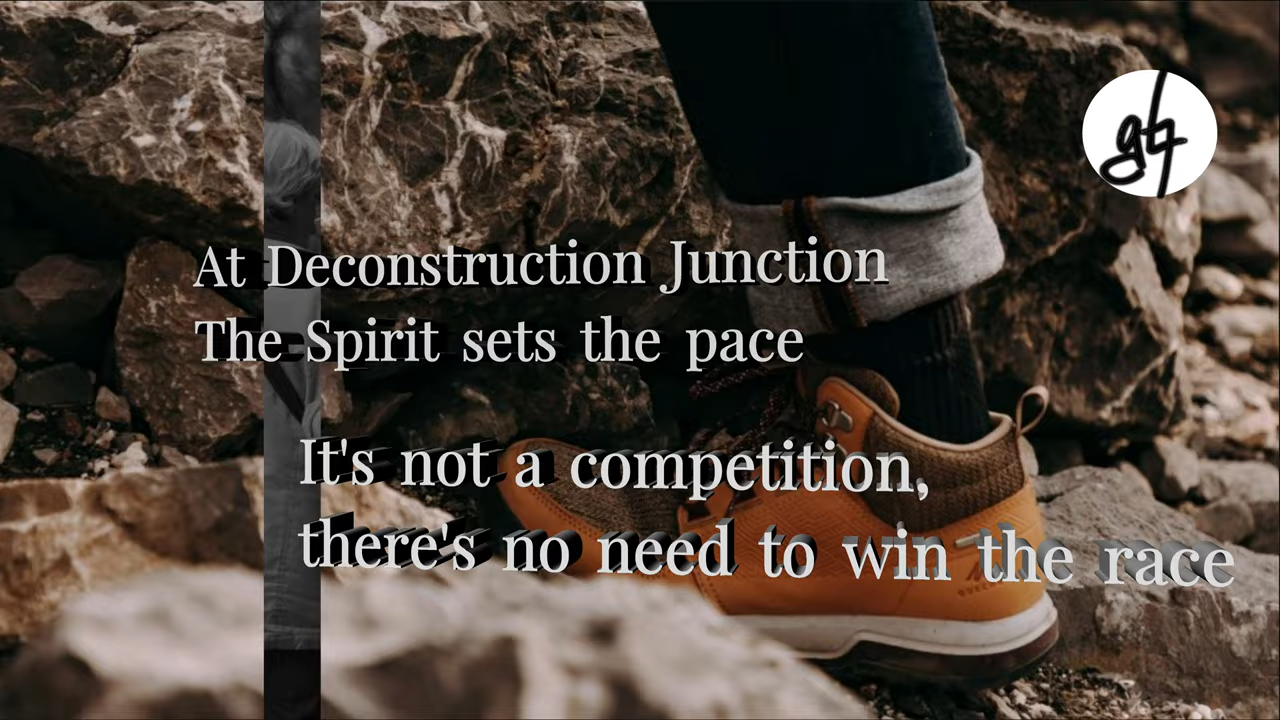 At Deconstruction Junction
The Spirit sets the pace
It's not a competition,
there's no need to win the race